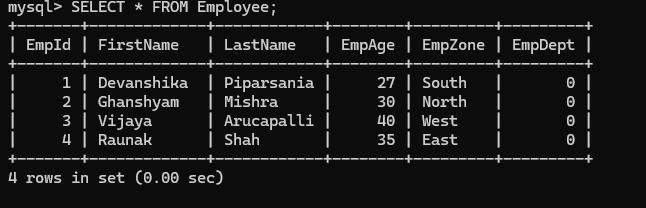 mysql> SELECT * FROM Employee;
+-------+------------+------------+--------+---------+---------+
| EmpId | FirstName  | LastName   | EmpAge | EmpZone | EmpDept |
+-------+------------+------------+--------+---------+---------+
|     1 | Devanshika | Piparsania |     27 | South   |       0 |
|     2 | Ghanshyam  | Mishra     |     30 | North   |       0 |
|     3 | Vijaya     | Arucapalli |     40 | West    |       0 |
|     4 | Raunak     | Shah       |     35 | East    |       0 |
+-------+------------+------------+--------+---------+---------+
4 rows in set (0.00 sec)